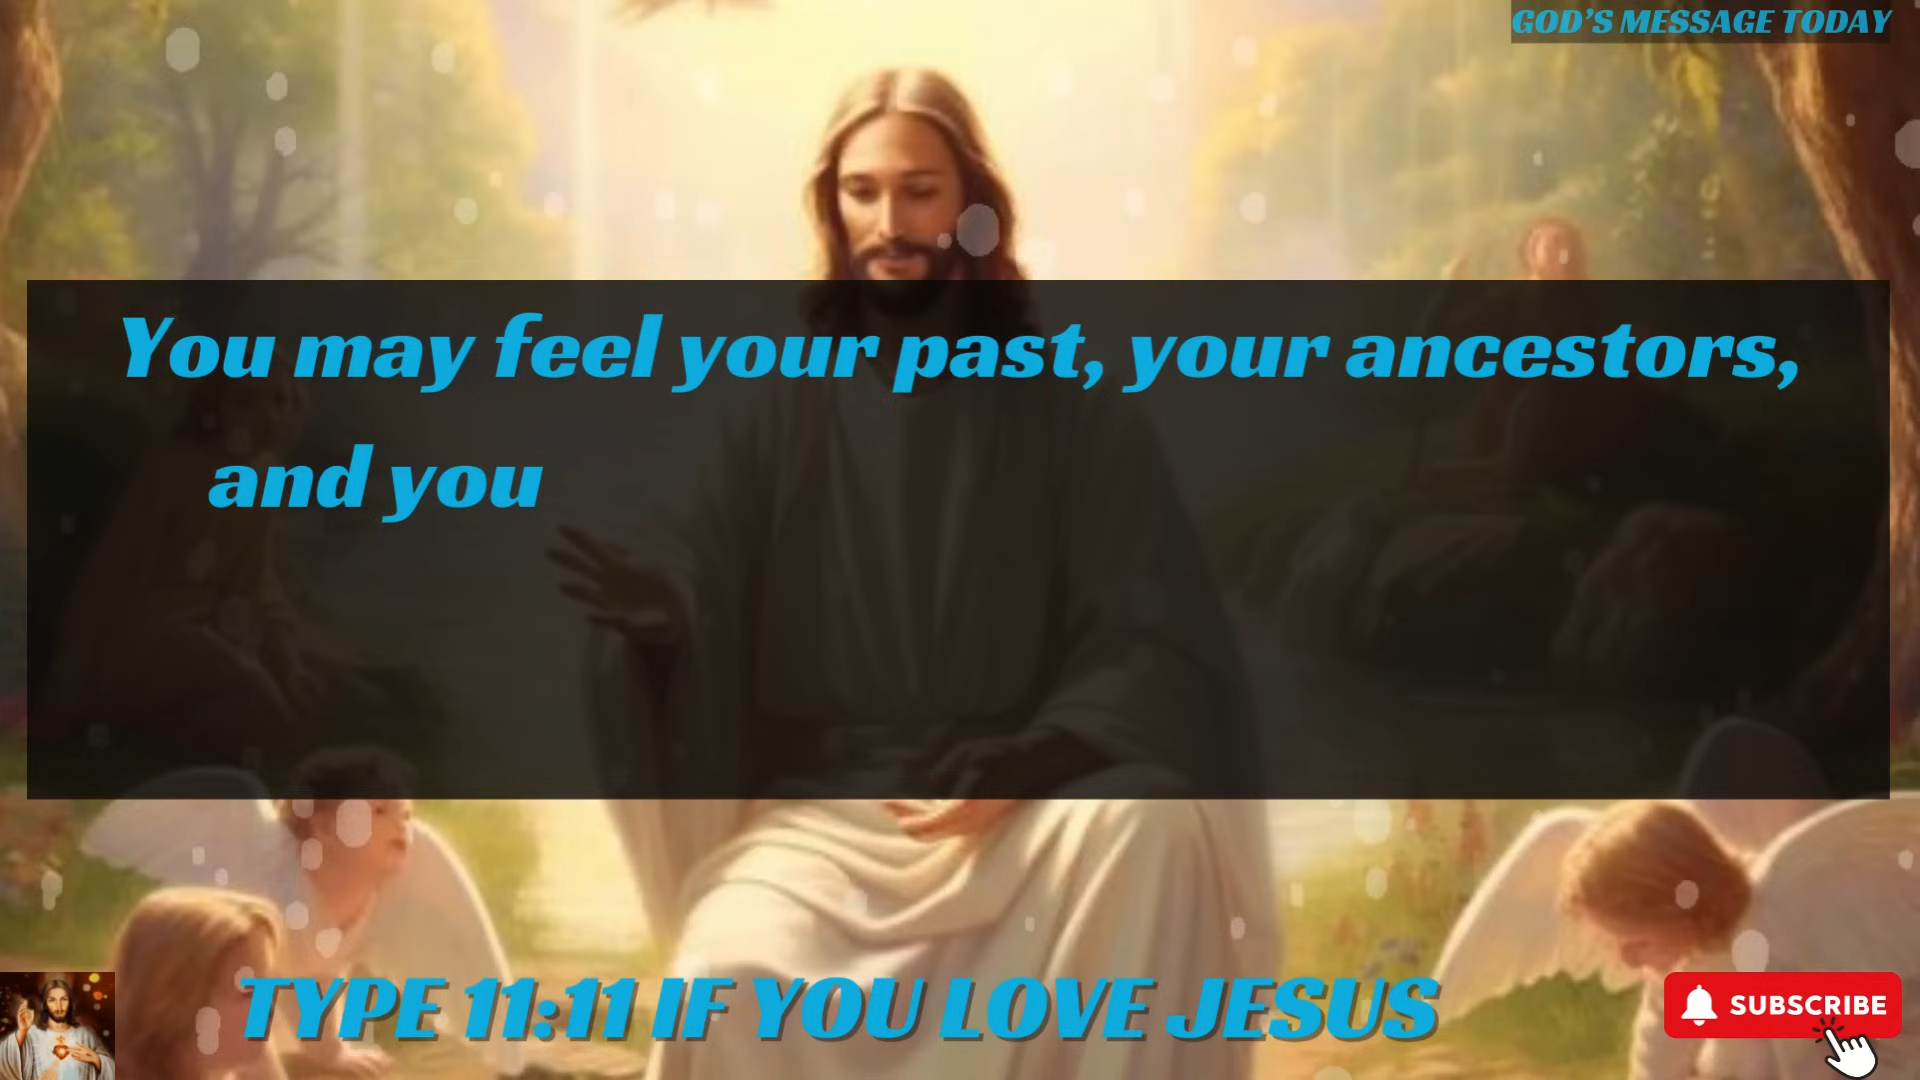 GOD'S MESSAGE TODAY
You may feel your past, your ancestors,
and you
TYPE 11:11 IF YOU LOVE JESUS
SUBSCRIBE